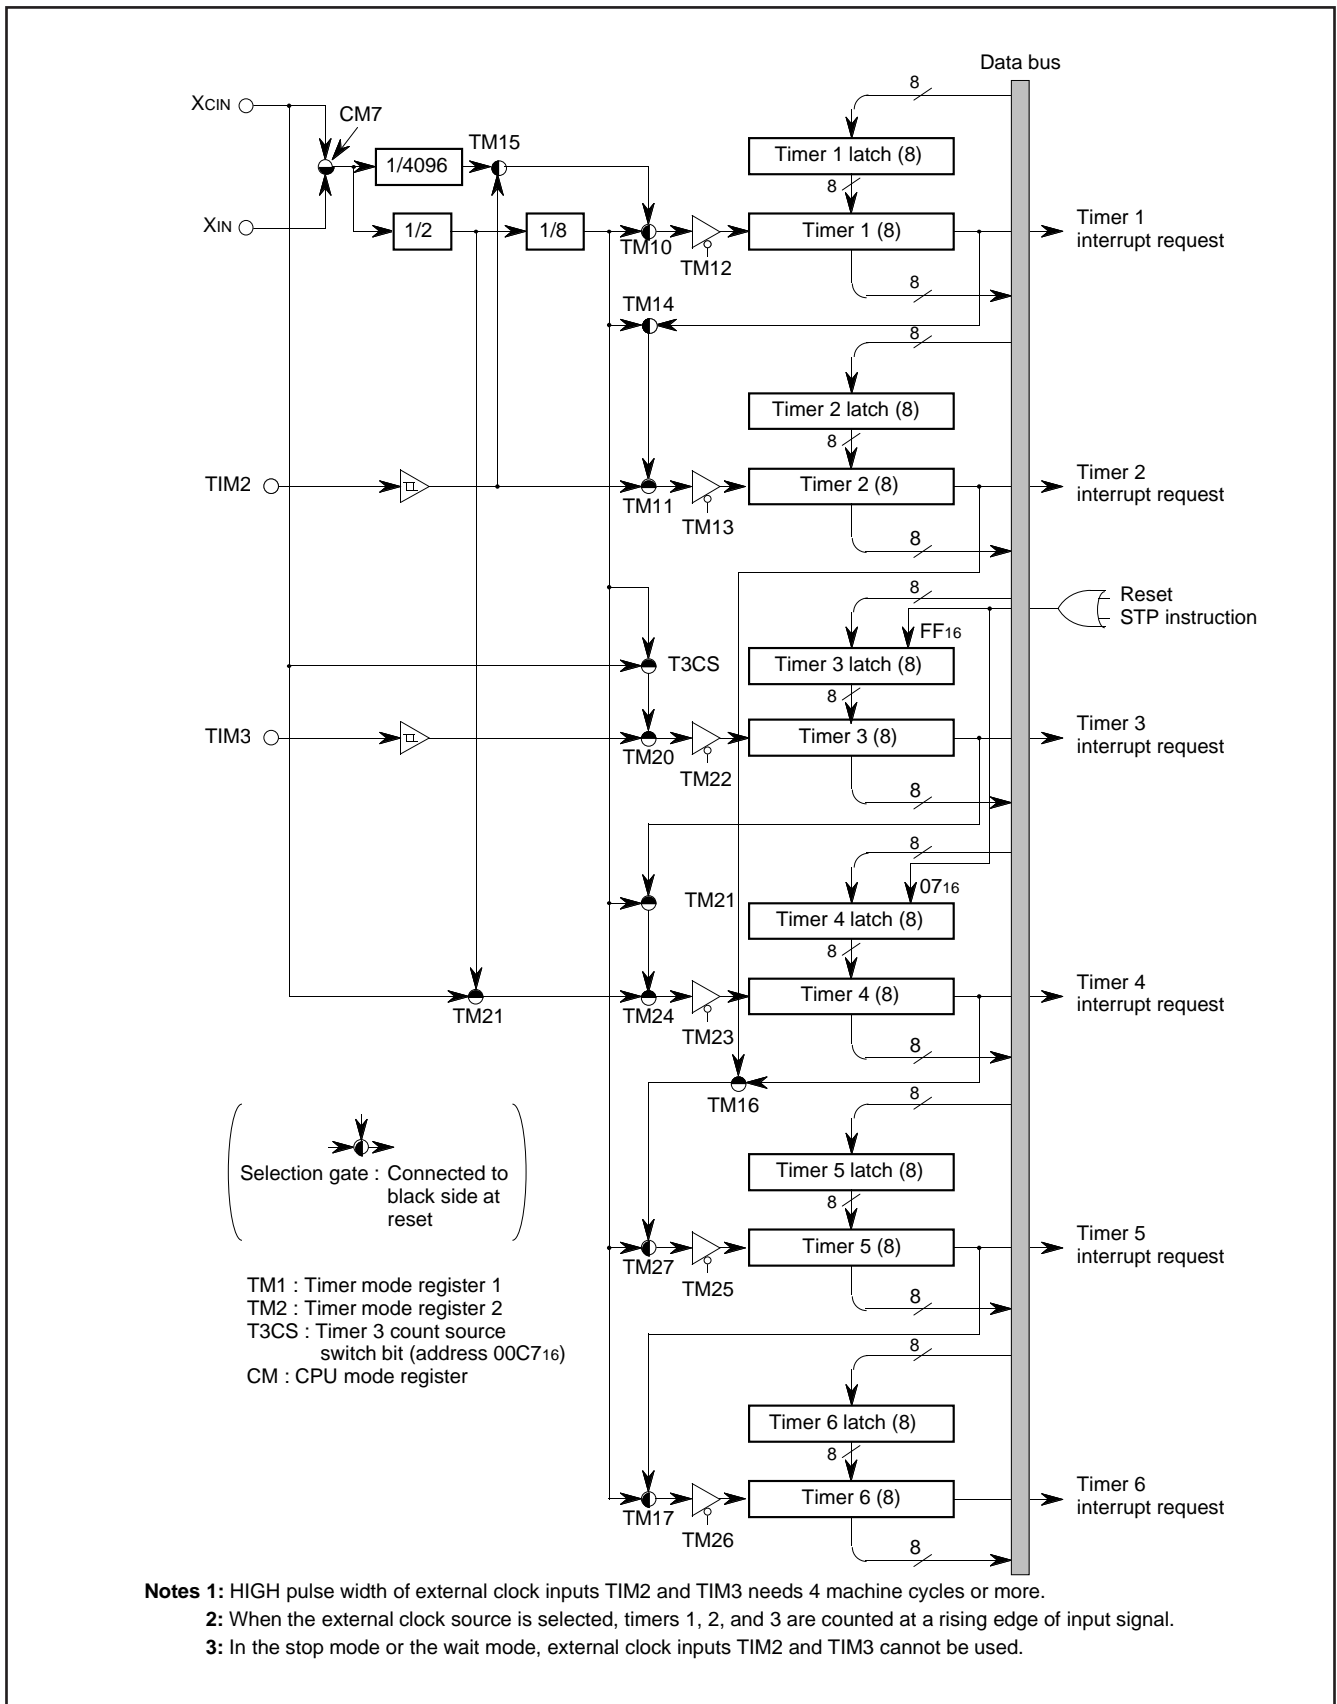 Data bus
8
XCIN
CM7
TM15
Timer 1 latch (8)
1/4096
8
Timer 1
interrupt request
XIN
1/2
1/8
Timer 1 (8)
TM10
TM12
8
TM14
8
Timer 2 latch (8)
8
Timer 2
interrupt request
TIM2
Timer 2 (8)
TM11
TM13
8
8
Reset
STP instruction
FF16
T3CS
Timer 3 latch (8)
8
Timer 3
interrupt request
TIM3
Timer 3 (8)
TM20
TM22
8
8
0716
TM21
Timer 4 latch (8)
8
Timer 4
interrupt request
Timer 4 (8)
TM21
TM24
TM23
8
TM16
8
Selection gate : Connected to
black side at
reset
Timer 5 latch (8)
8
Timer 5
interrupt request
Timer 5 (8)
TM27
TM25
8
TM1 : Timer mode register 1
TM2 : Timer mode register 2
T3CS : Timer 3 count source
switch bit (address 00C716)
CM : CPU mode register
8
Timer 6 latch (8)
8
Timer 6
interrupt request
Timer 6 (8)
TM17
TM26
8
Notes 1: HIGH pulse width of external clock inputs TIM2 and TIM3 needs 4 machine cycles or more.
2: When the external clock source is selected, timers 1, 2, and 3 are counted at a rising edge of input signal.
3: In the stop mode or the wait mode, external clock inputs TIM2 and TIM3 cannot be used.